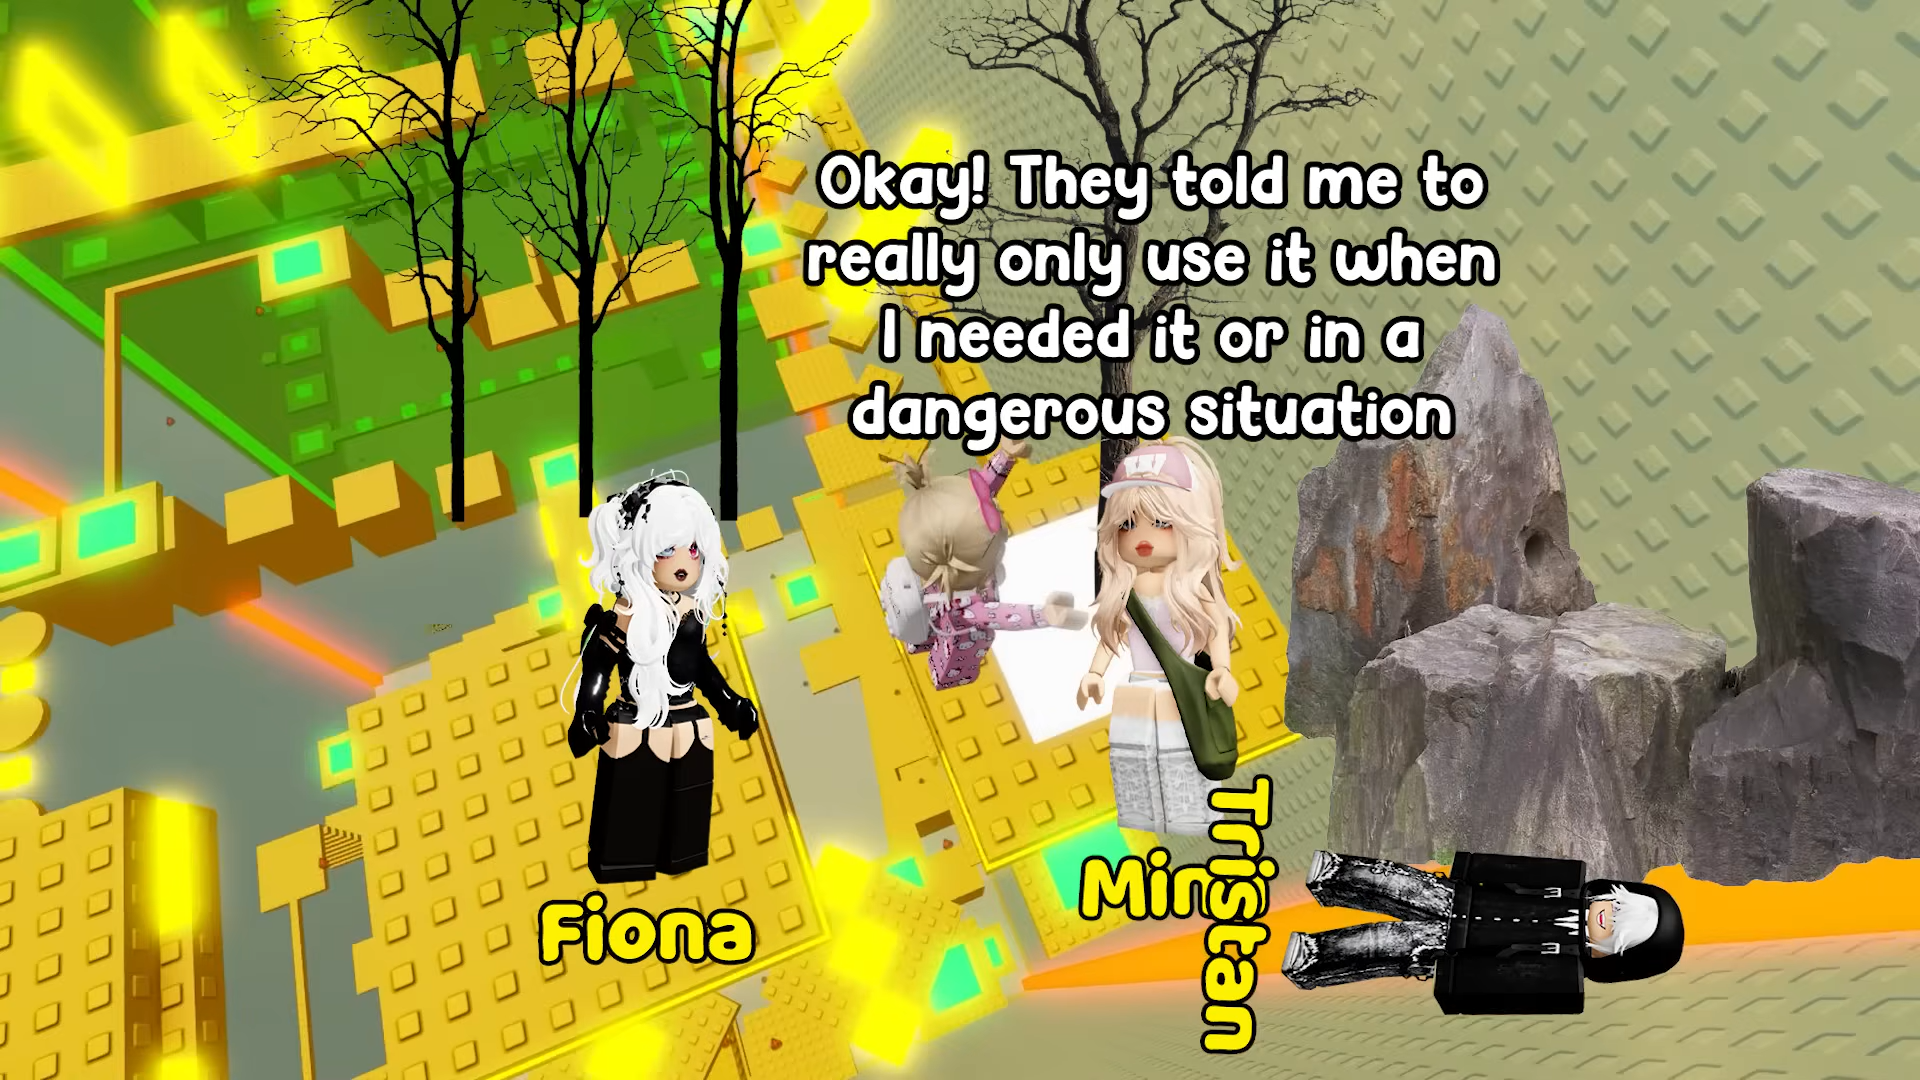 Okay! They told me to
really only use it when
I needed it or in a
dangerous situation
W
Fiona
Tristan